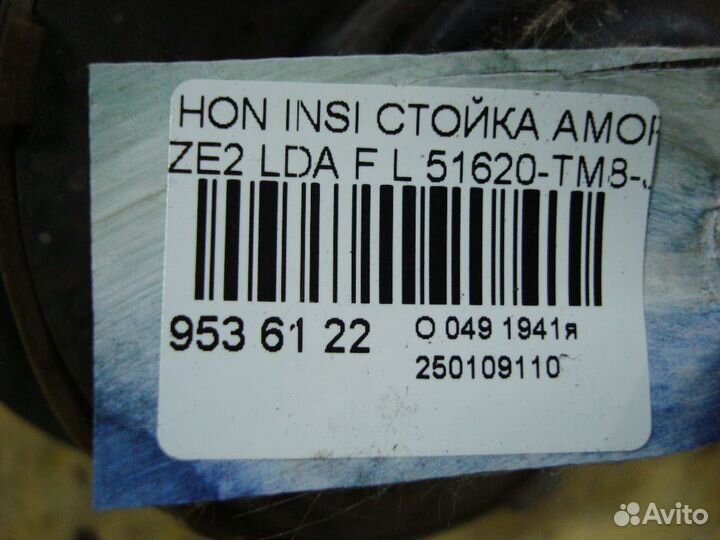 HON INSI СТОЙКА АМОР
ZE2 LDA F L 51620-TM8-J
953 61 22
О 049 1941я
250109110
Avito